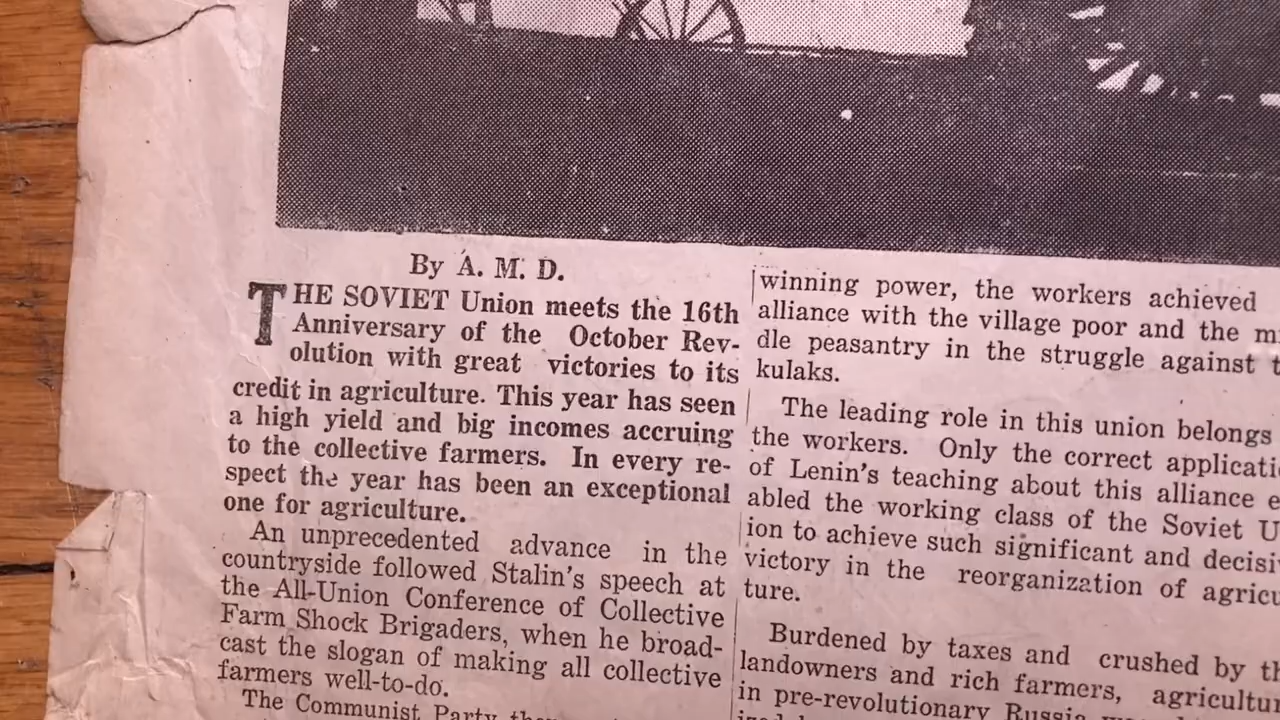 By A. M. D.
THE SOVIET Union meets the 16th
Anniversary of the October Rev-
olution with great victories to its
credit in agriculture. This year has seen
a high yield and big incomes accruing
to the collective farmers. In every re-
spect the year has been an exceptional
one for agriculture.
An unprecedented advance in the
countryside followed Stalin's speech at
the All-Union Conference of Collective
Farm Shock Brigaders, when he broad-
cast the slogan of making all collective
farmers well-to-do.
The Communist Party
winning power, the workers achieved
alliance with the village poor and the
dle peasantry in the struggle against
kulaks.
The leading role in this union belongs
the workers. Only the correct
of Lenin's teaching about this alliance
abled the working class of the Soviet
ion to achieve such significant and
victory in the reorganization of
ture.
Burdened by taxes and crushed by
landowners and rich farmers,
in pre-revolutionary Russia